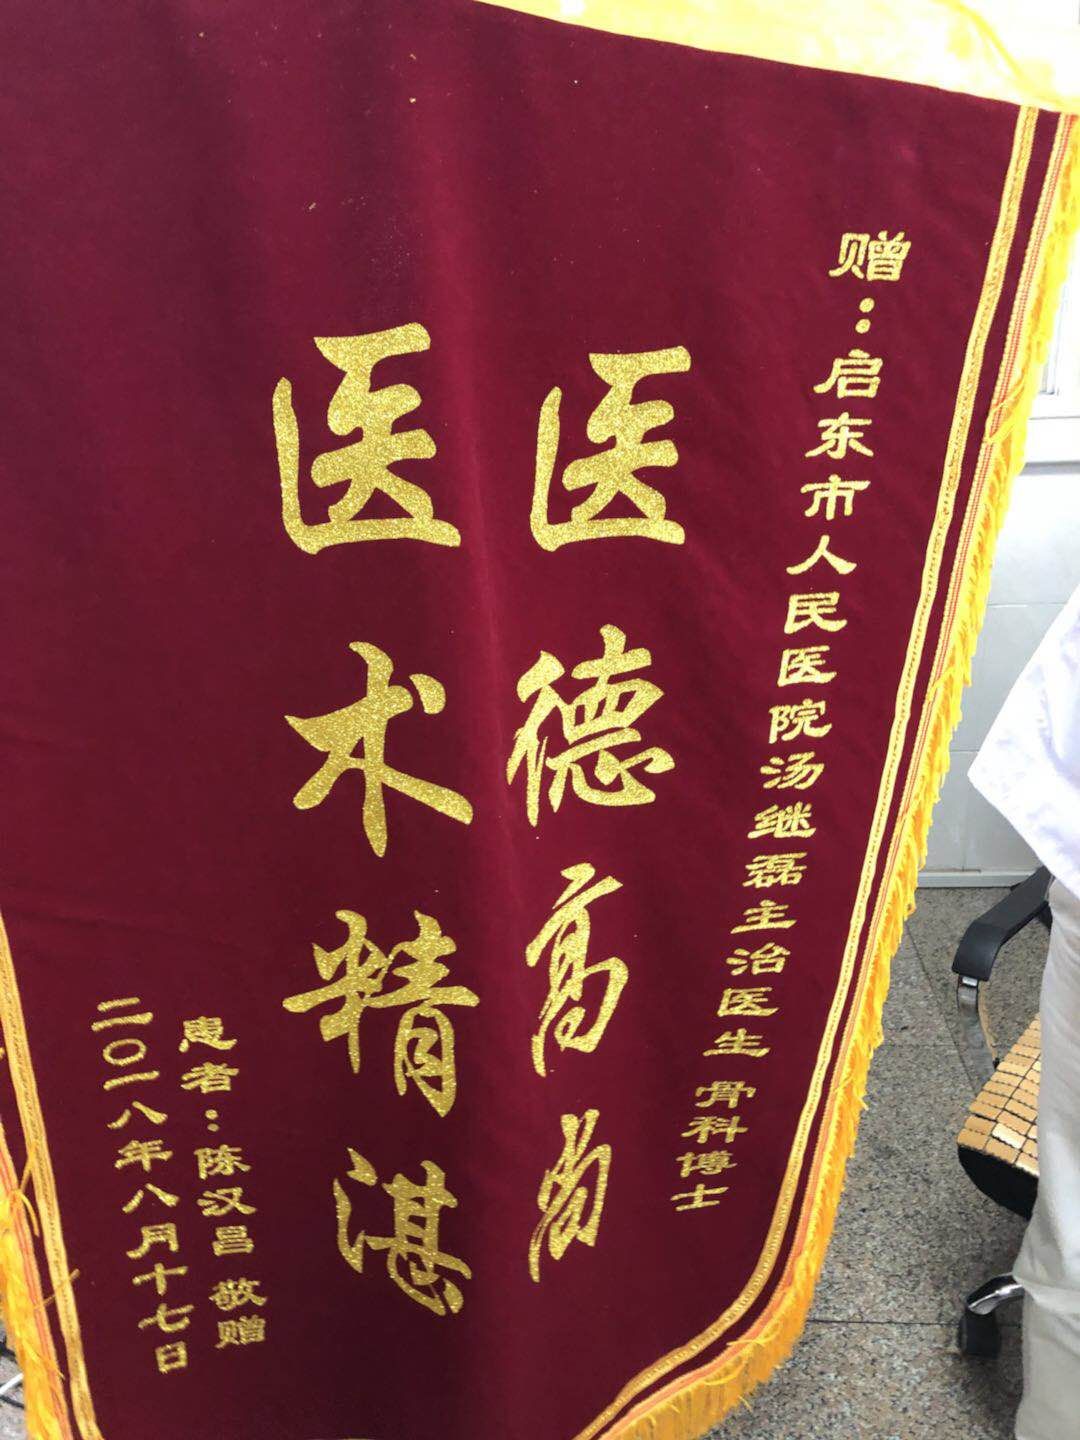 赠：启东市人民医院汤继磊主治医生 骨科博士
医德高尚
医术精湛
患者：陈汉昌 敬赠
二〇一八年八月十七日